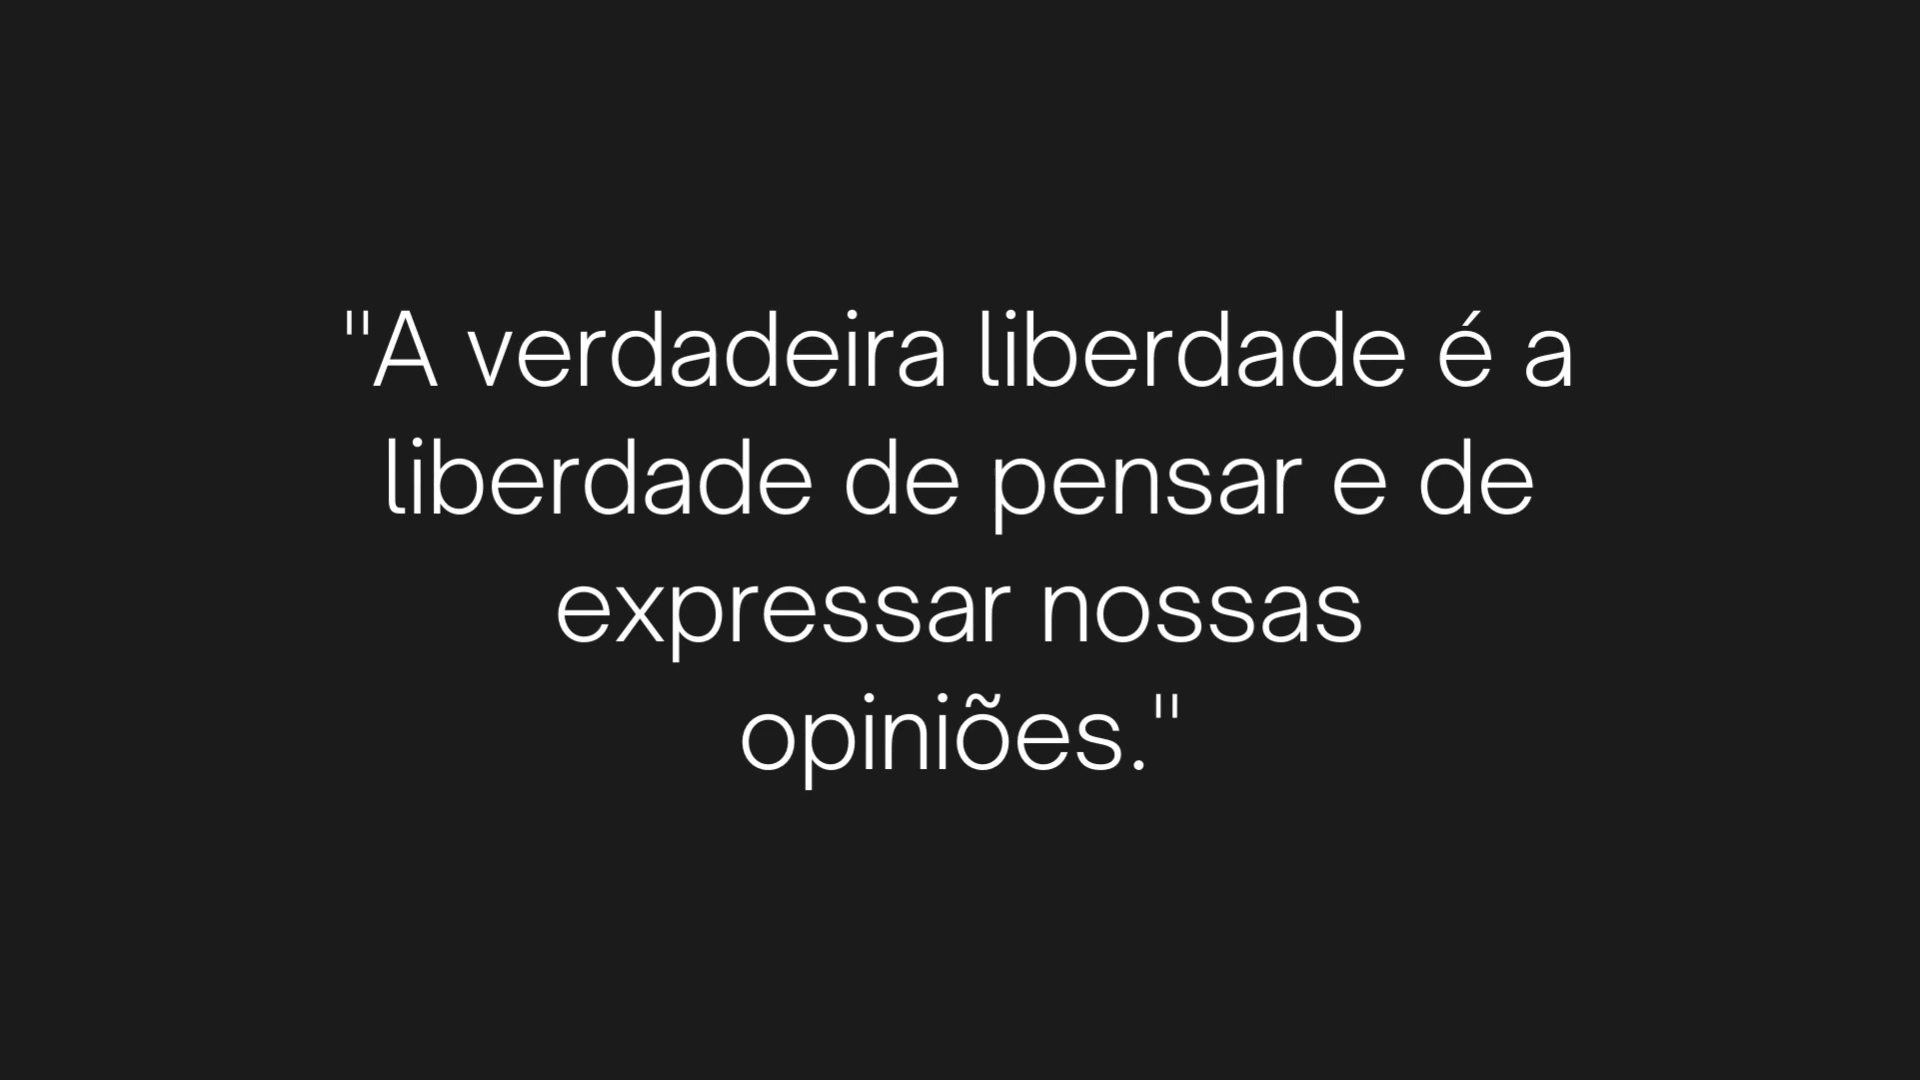 "A verdadeira liberdade é a
liberdade de pensar e de
expressar nossas
opiniões."